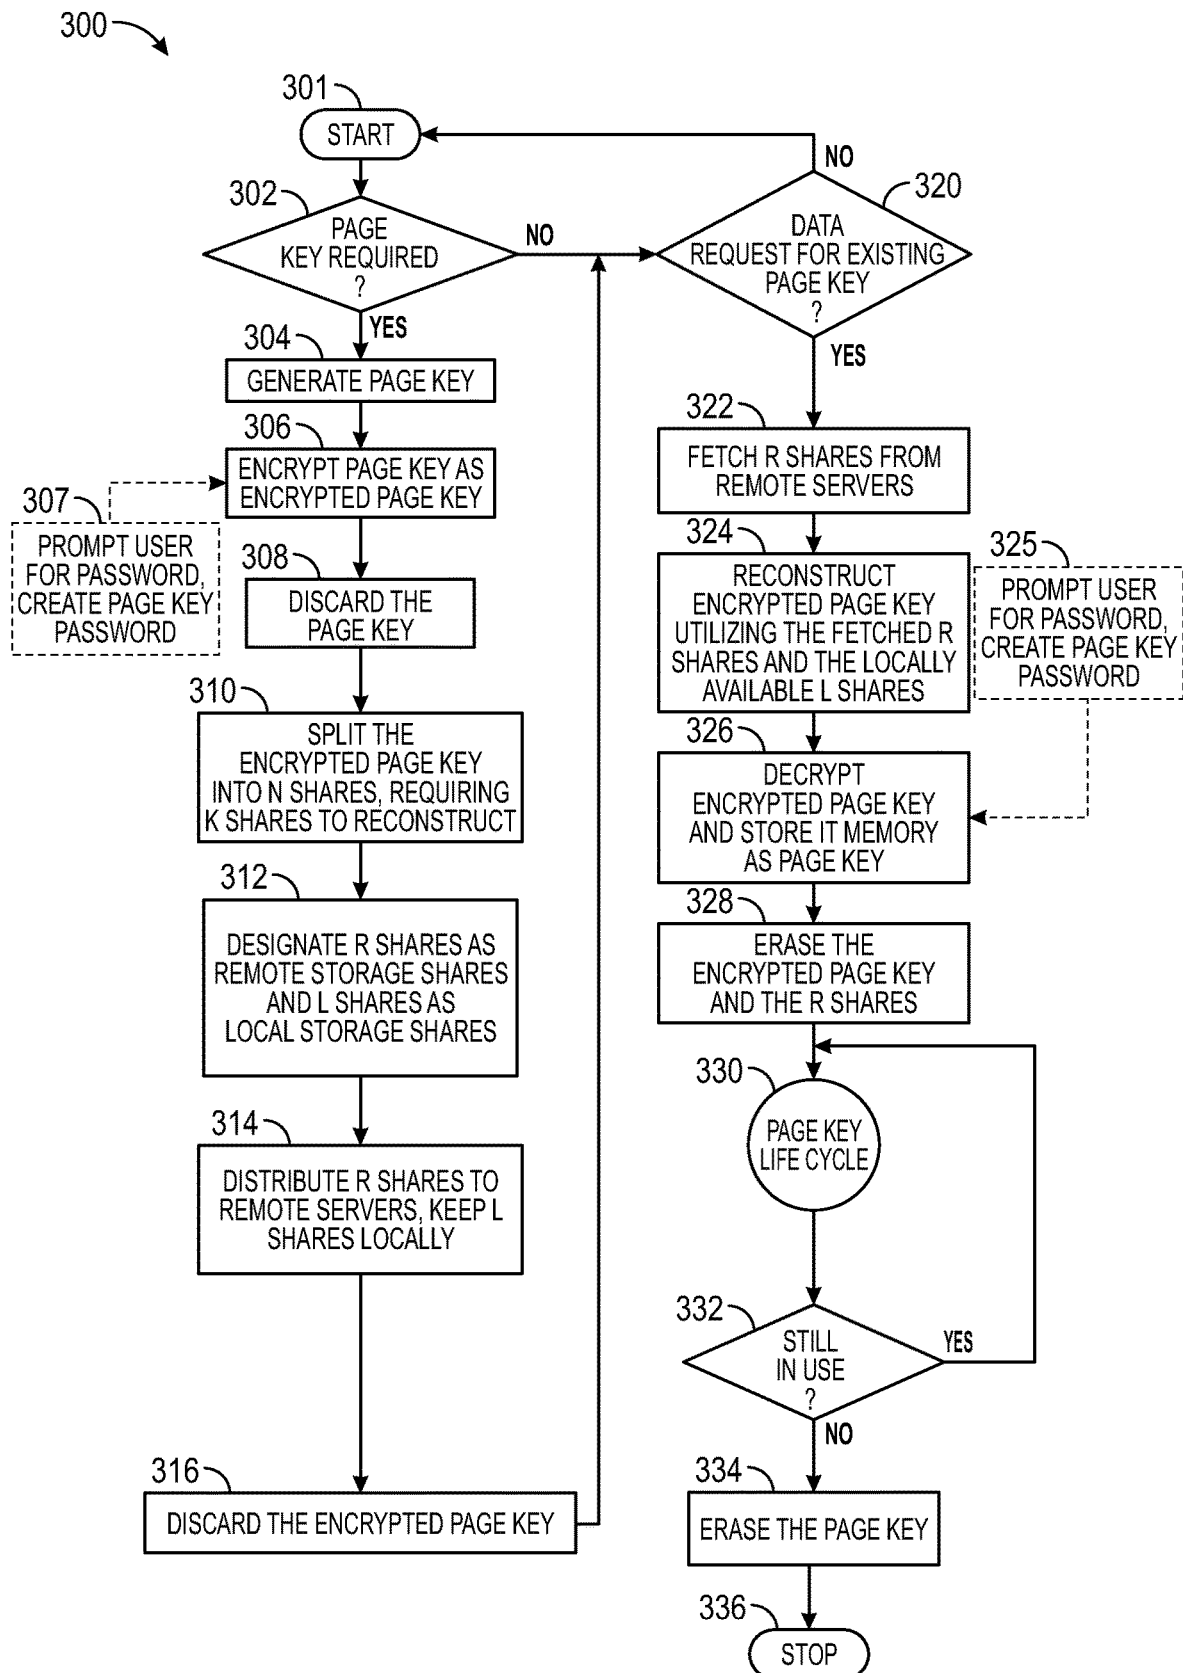 300
301
START
302
PAGE
KEY REQUIRED
?
NO
YES
304
GENERATE PAGE KEY
306
ENCRYPT PAGE KEY AS
ENCRYPTED PAGE KEY
307
PROMPT USER
FOR PASSWORD,
CREATE PAGE KEY
PASSWORD
308
DISCARD THE
PAGE KEY
310
SPLIT THE
ENCRYPTED PAGE KEY
INTO N SHARES, REQUIRING
K SHARES TO RECONSTRUCT
312
DESIGNATE R SHARES AS
REMOTE STORAGE SHARES
AND L SHARES AS
LOCAL STORAGE SHARES
314
DISTRIBUTE R SHARES TO
REMOTE SERVERS, KEEP L
SHARES LOCALLY
316
DISCARD THE ENCRYPTED PAGE KEY
NO
320
DATA
REQUEST FOR EXISTING
PAGE KEY
?
YES
322
FETCH R SHARES FROM
REMOTE SERVERS
324
RECONSTRUCT
ENCRYPTED PAGE KEY
UTILIZING THE FETCHED R
SHARES AND THE LOCALLY
AVAILABLE L SHARES
325
PROMPT USER
FOR PASSWORD,
CREATE PAGE KEY
PASSWORD
326
DECRYPT
ENCRYPTED PAGE KEY
AND STORE IT MEMORY
AS PAGE KEY
328
ERASE THE
ENCRYPTED PAGE KEY
AND THE R SHARES
330
PAGE KEY
LIFE CYCLE
332
STILL
IN USE
?
YES
NO
334
ERASE THE PAGE KEY
336
STOP